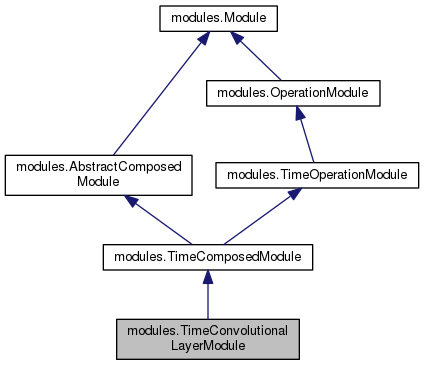 modules.Module
modules.OperationModule
modules.AbstractComposed
Module
modules.TimeOperationModule
modules.TimeComposedModule
modules.TimeConvolutional
LayerModule